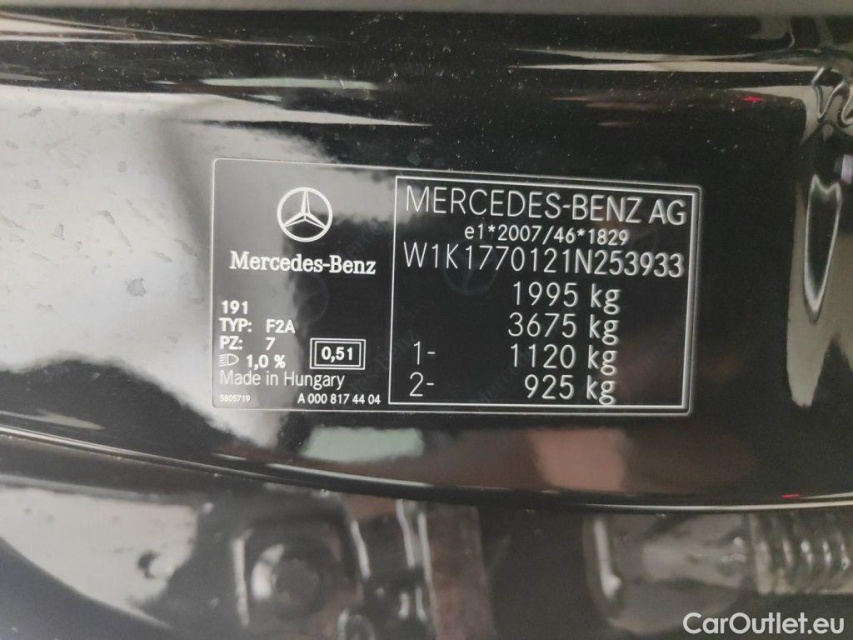 Mercedes-Benz
191
TYP: F2A
PZ: 7
1,0 %
0,51
Made in Hungary
5805719 A 000 817 44 04
MERCEDES-BENZ AG
e1*2007/46*1829
W1K1770121N253933
1995 kg
3675 kg
1- 1120 kg
2- 925 kg
CarOutlet.eu